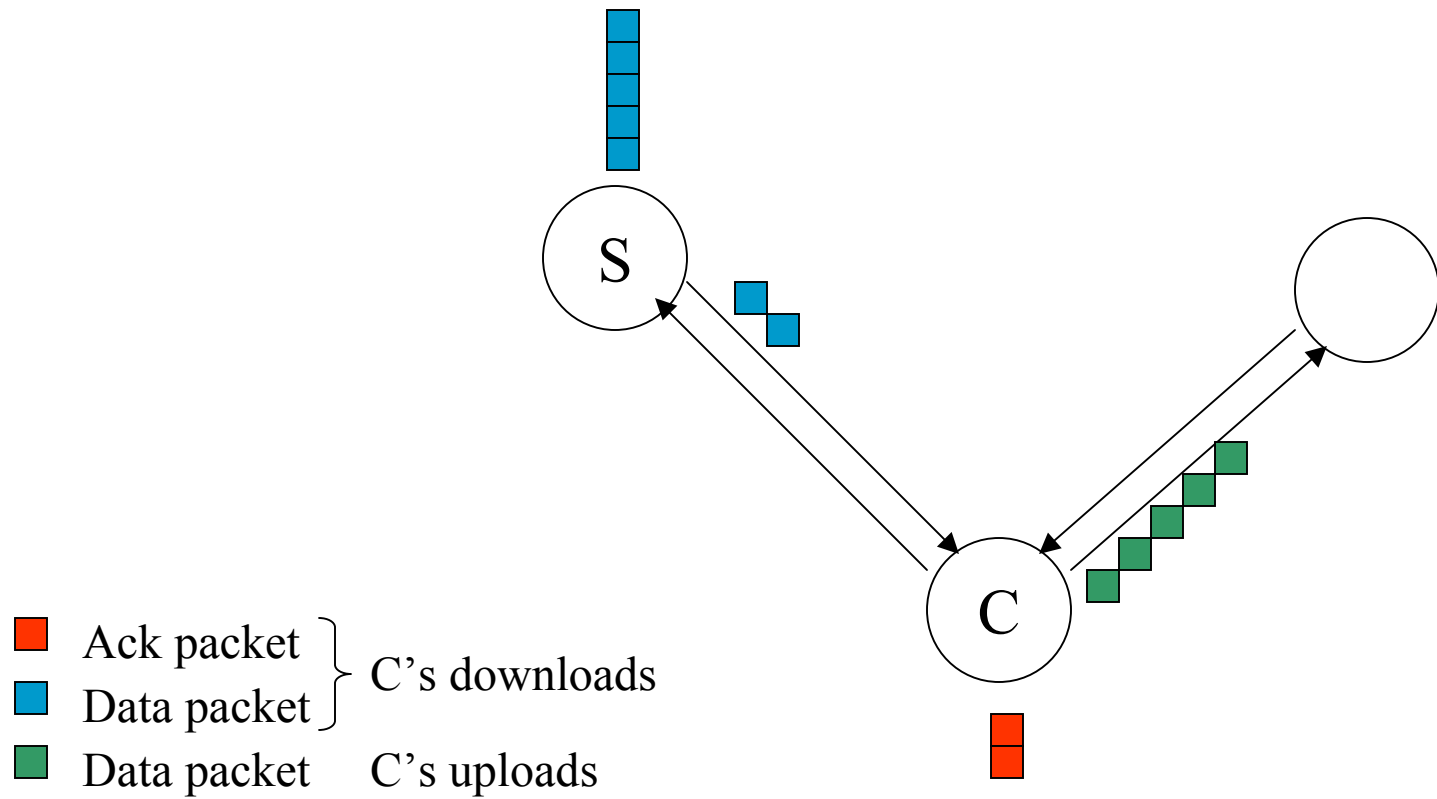 S
C
Ack packet
Data packet
C’s downloads
Data packet C’s uploads